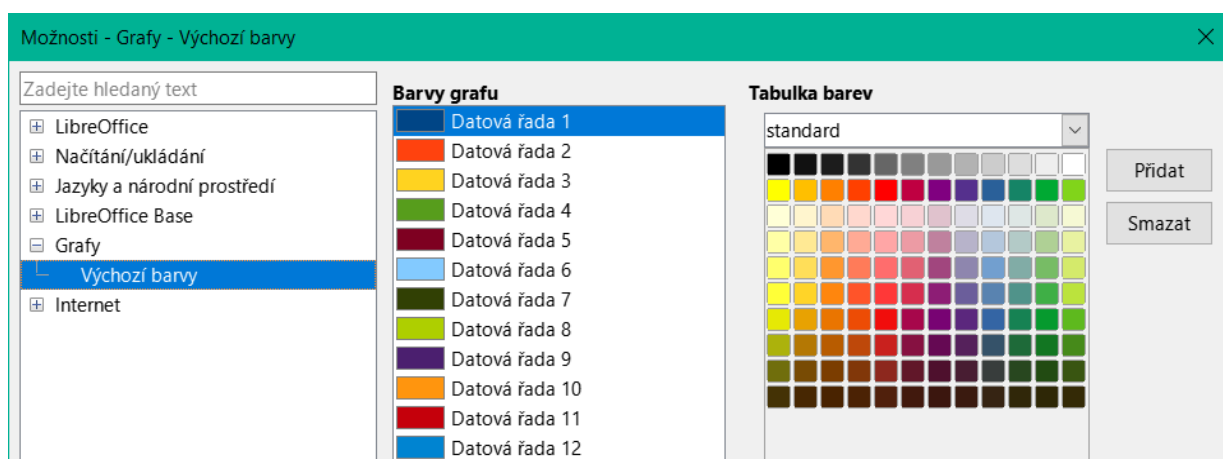 Možnosti - Grafy - Výchozí barvy
Zadejte hledaný text
LibreOffice
Načítání/ukládání
Jazyky a národní prostředí
LibreOffice Base
Grafy
Výchozí barvy
Internet
Barvy grafu
Datová řada 1
Datová řada 2
Datová řada 3
Datová řada 4
Datová řada 5
Datová řada 6
Datová řada 7
Datová řada 8
Datová řada 9
Datová řada 10
Datová řada 11
Datová řada 12
Tabulka barev
standard
Přidat
Smazat